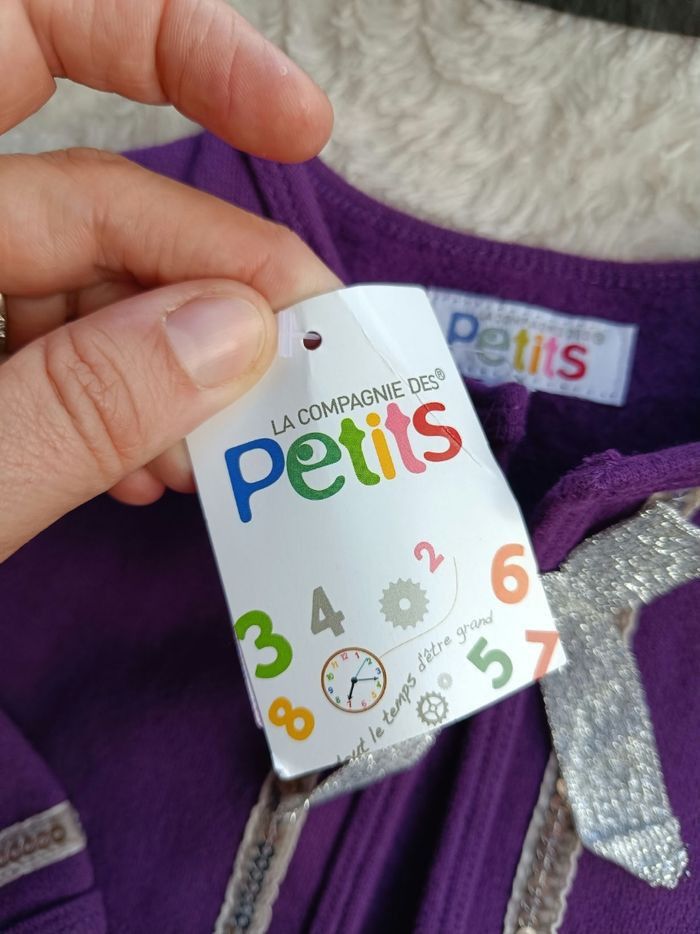 LA COMPAGNIE DES®
Petits
2
6
4
3
5
7
8
tout le temps d'être grand
Petits